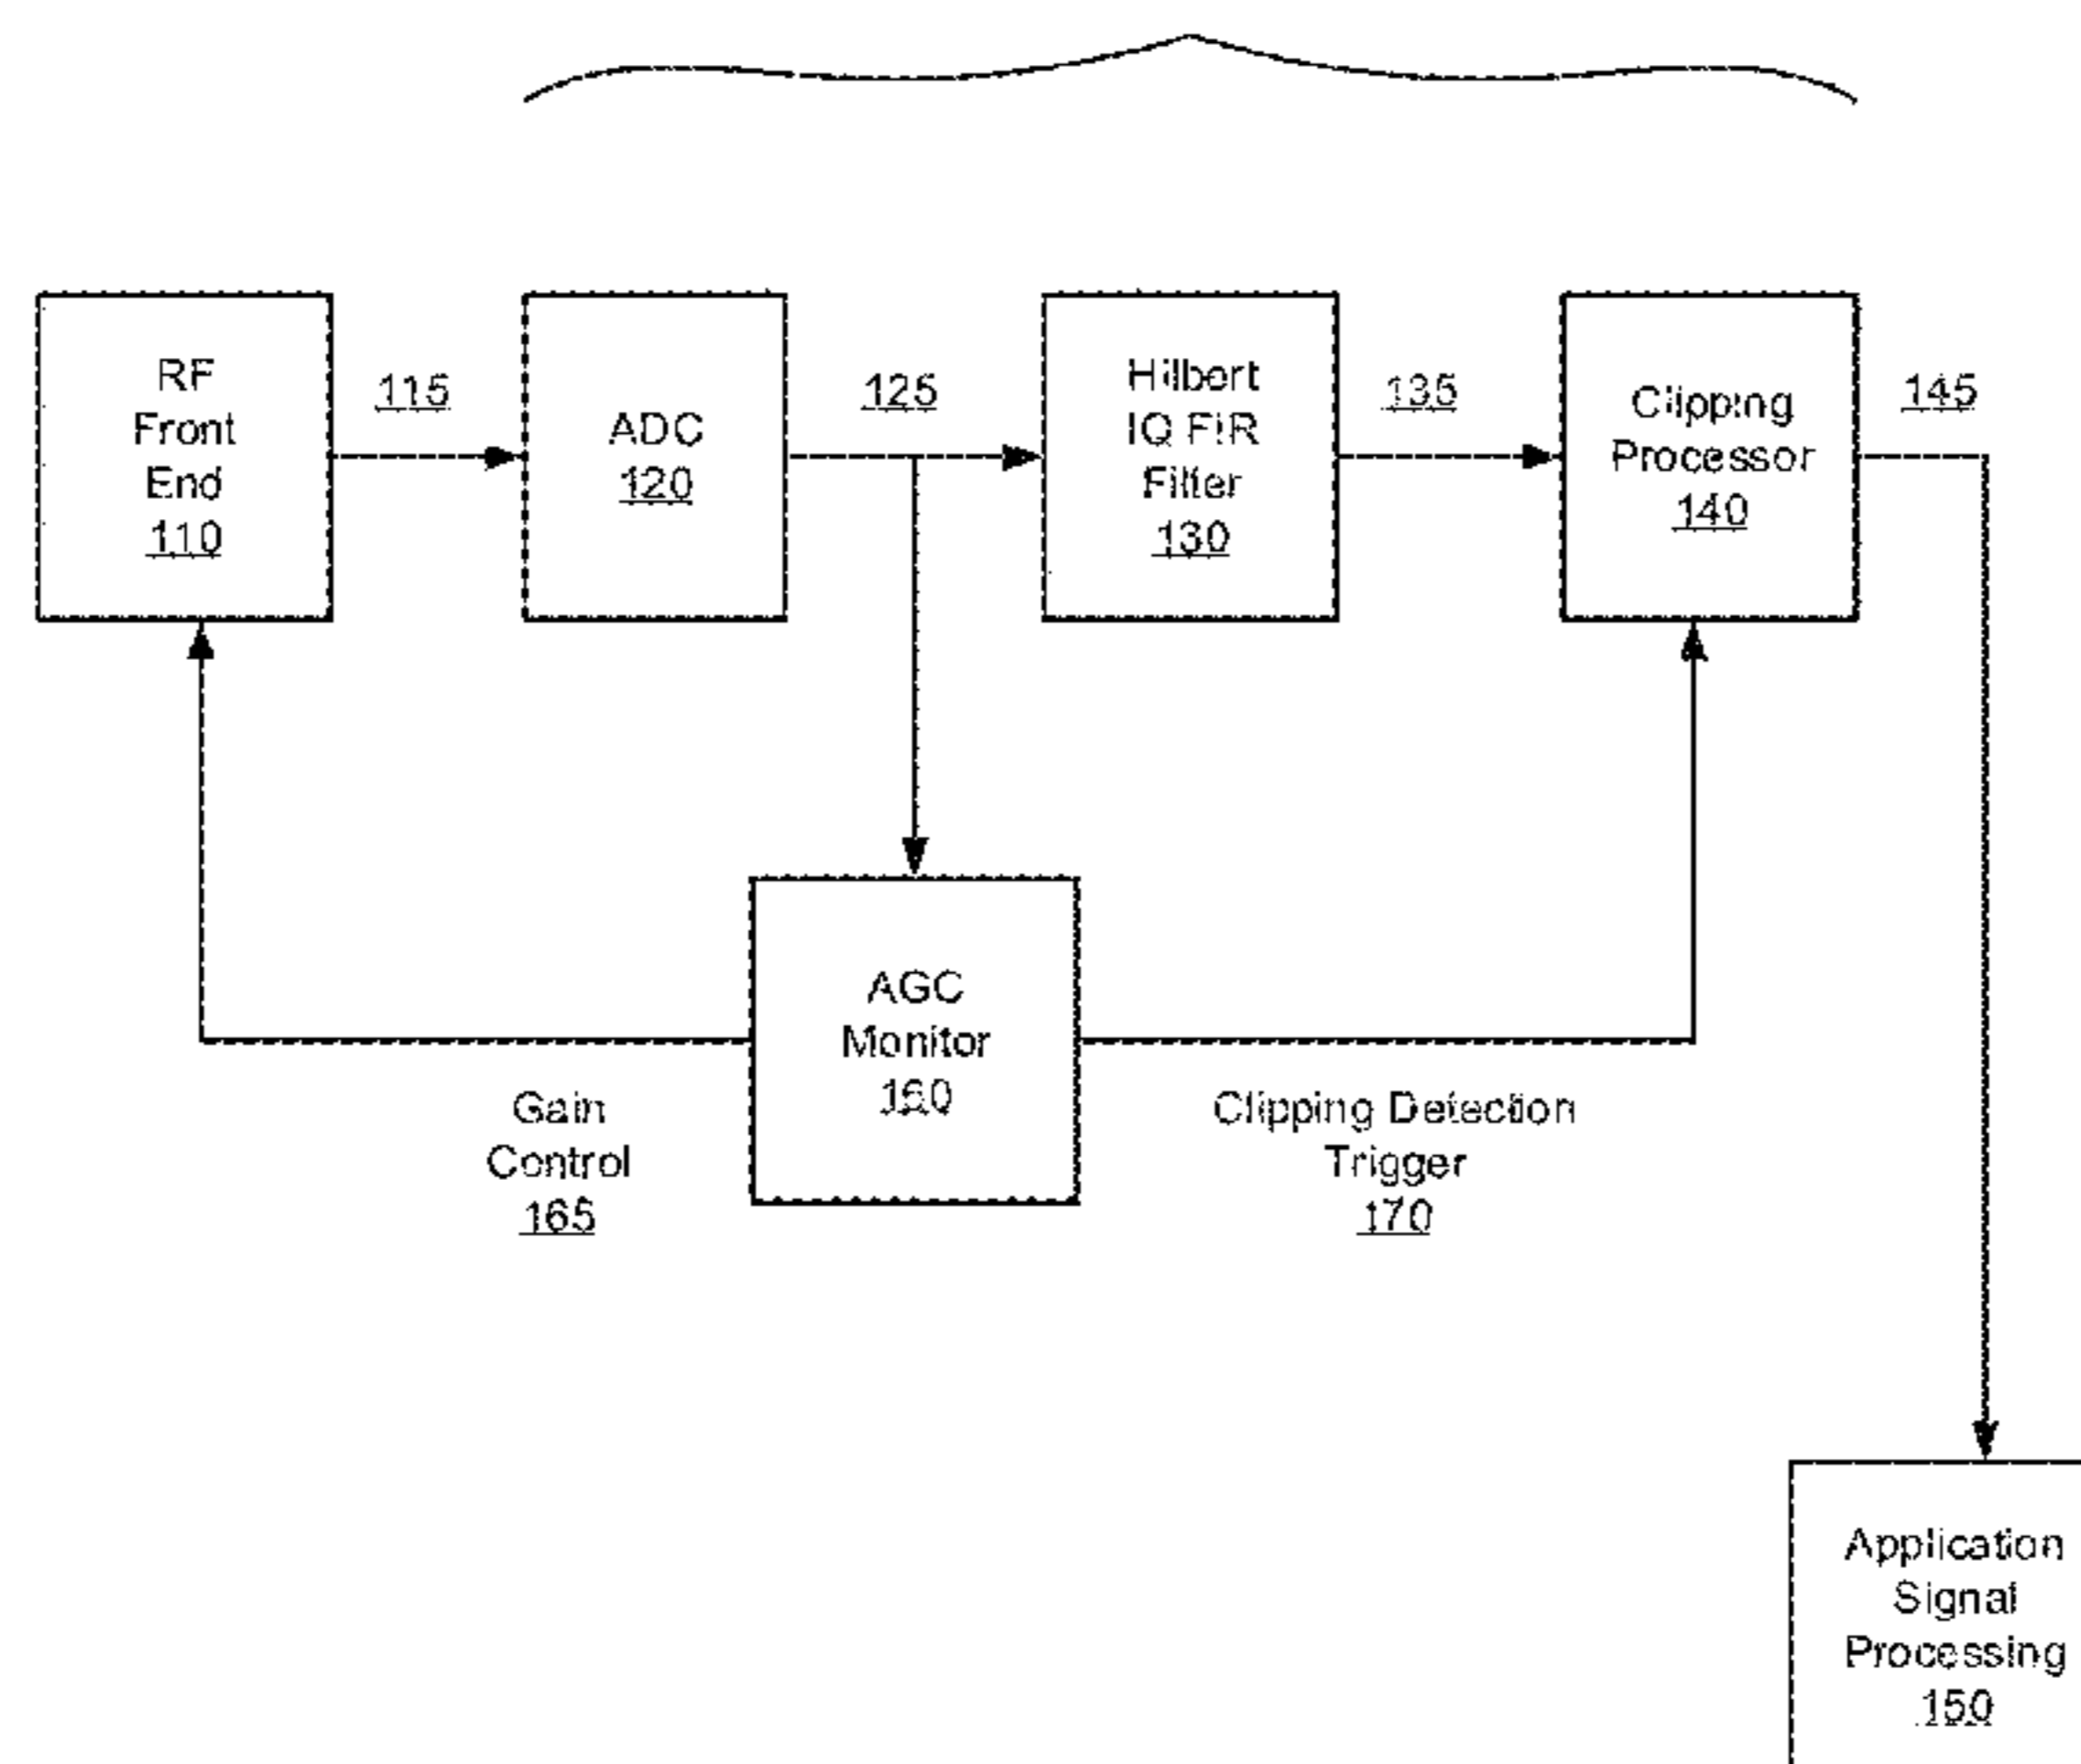 RF
Front
End
110
115
ADC
120
125
Hilbert
IQ FIR
Filter
130
135
Clipping
Processor
140
145
AGC
Monitor
160
Gain
Control
165
Clipping Detection
Trigger
170
Application
Signal
Processing
150